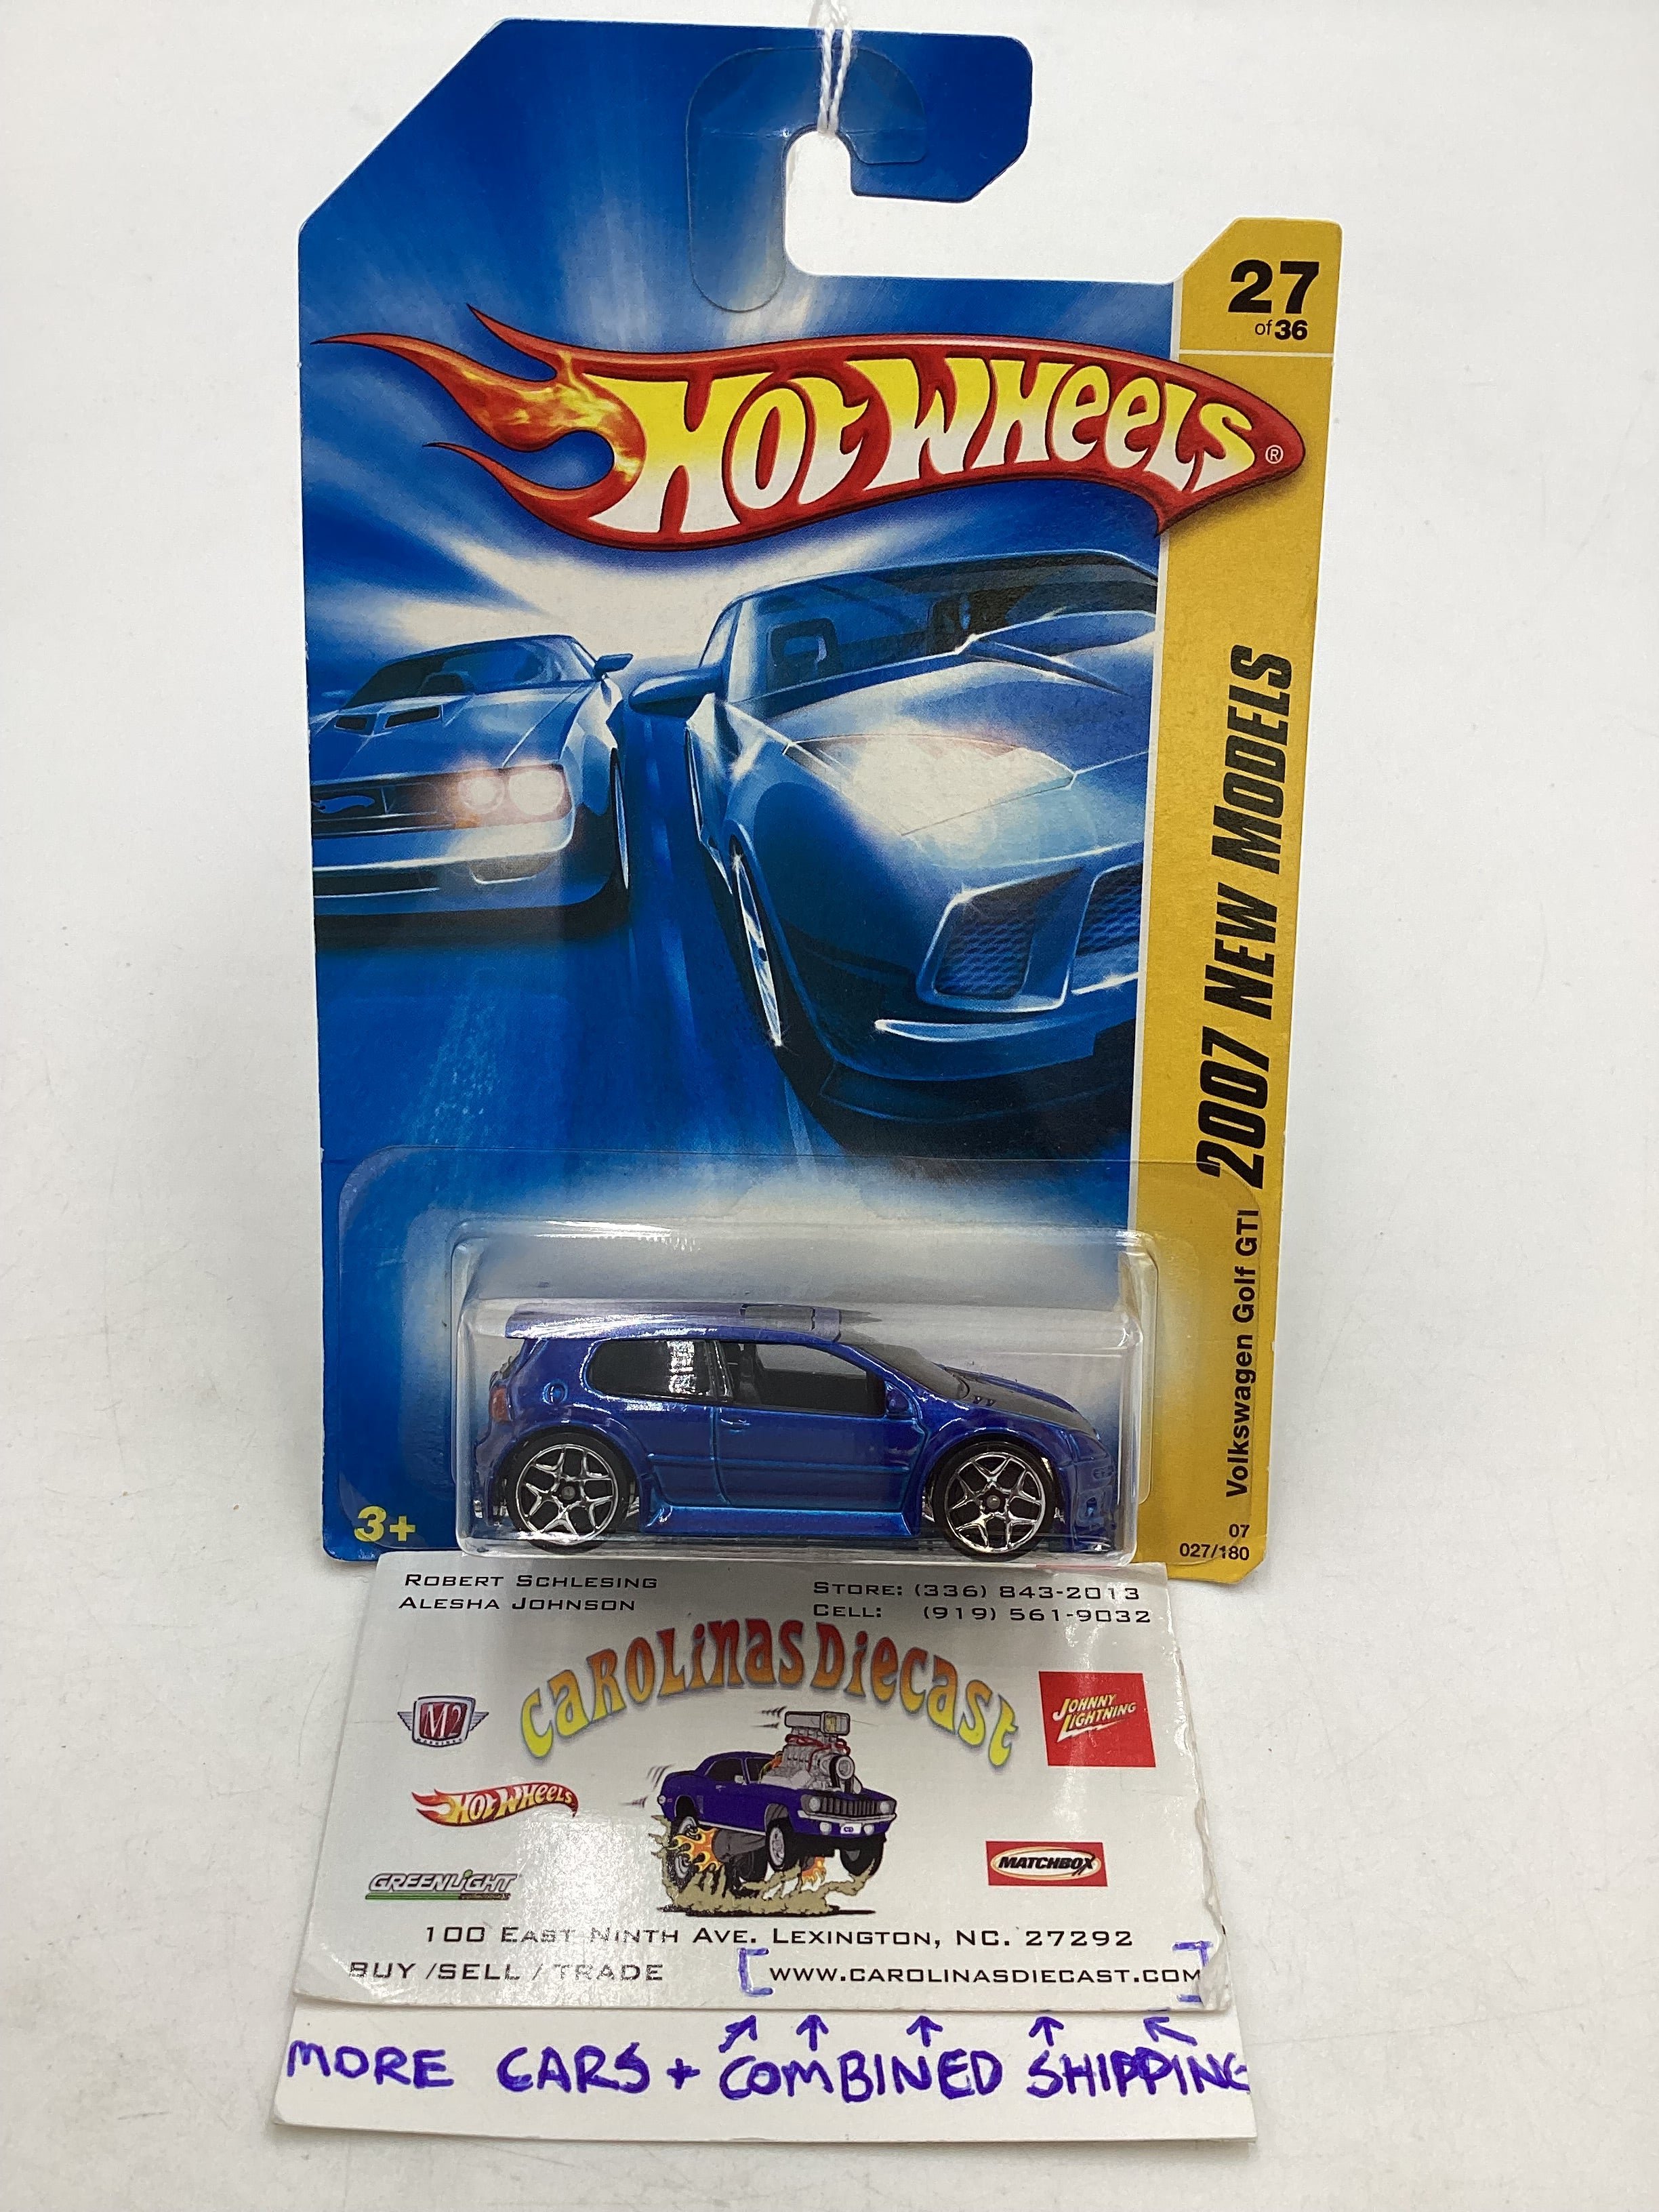 27
of 36
HOT WHEELS ®
2007 NEW MODELS
Volkswagen Golf GTI
07
027/180
3+
ROBERT SCHLESING
ALESHA JOHNSON
STORE: (336) 843-2013
CELL: (919) 561-9032
CAROLINAS DIECAST
M2
JOHNNY
LIGHTNING
HOT WHEELS
GREENLIGHT
MATCHBOX
100 EAST NINTH AVE. LEXINGTON, NC. 27292
BUY /SELL / TRADE
[WWW.CAROLINASDIECAST.COM]
MORE CARS + COMBINED SHIPPING